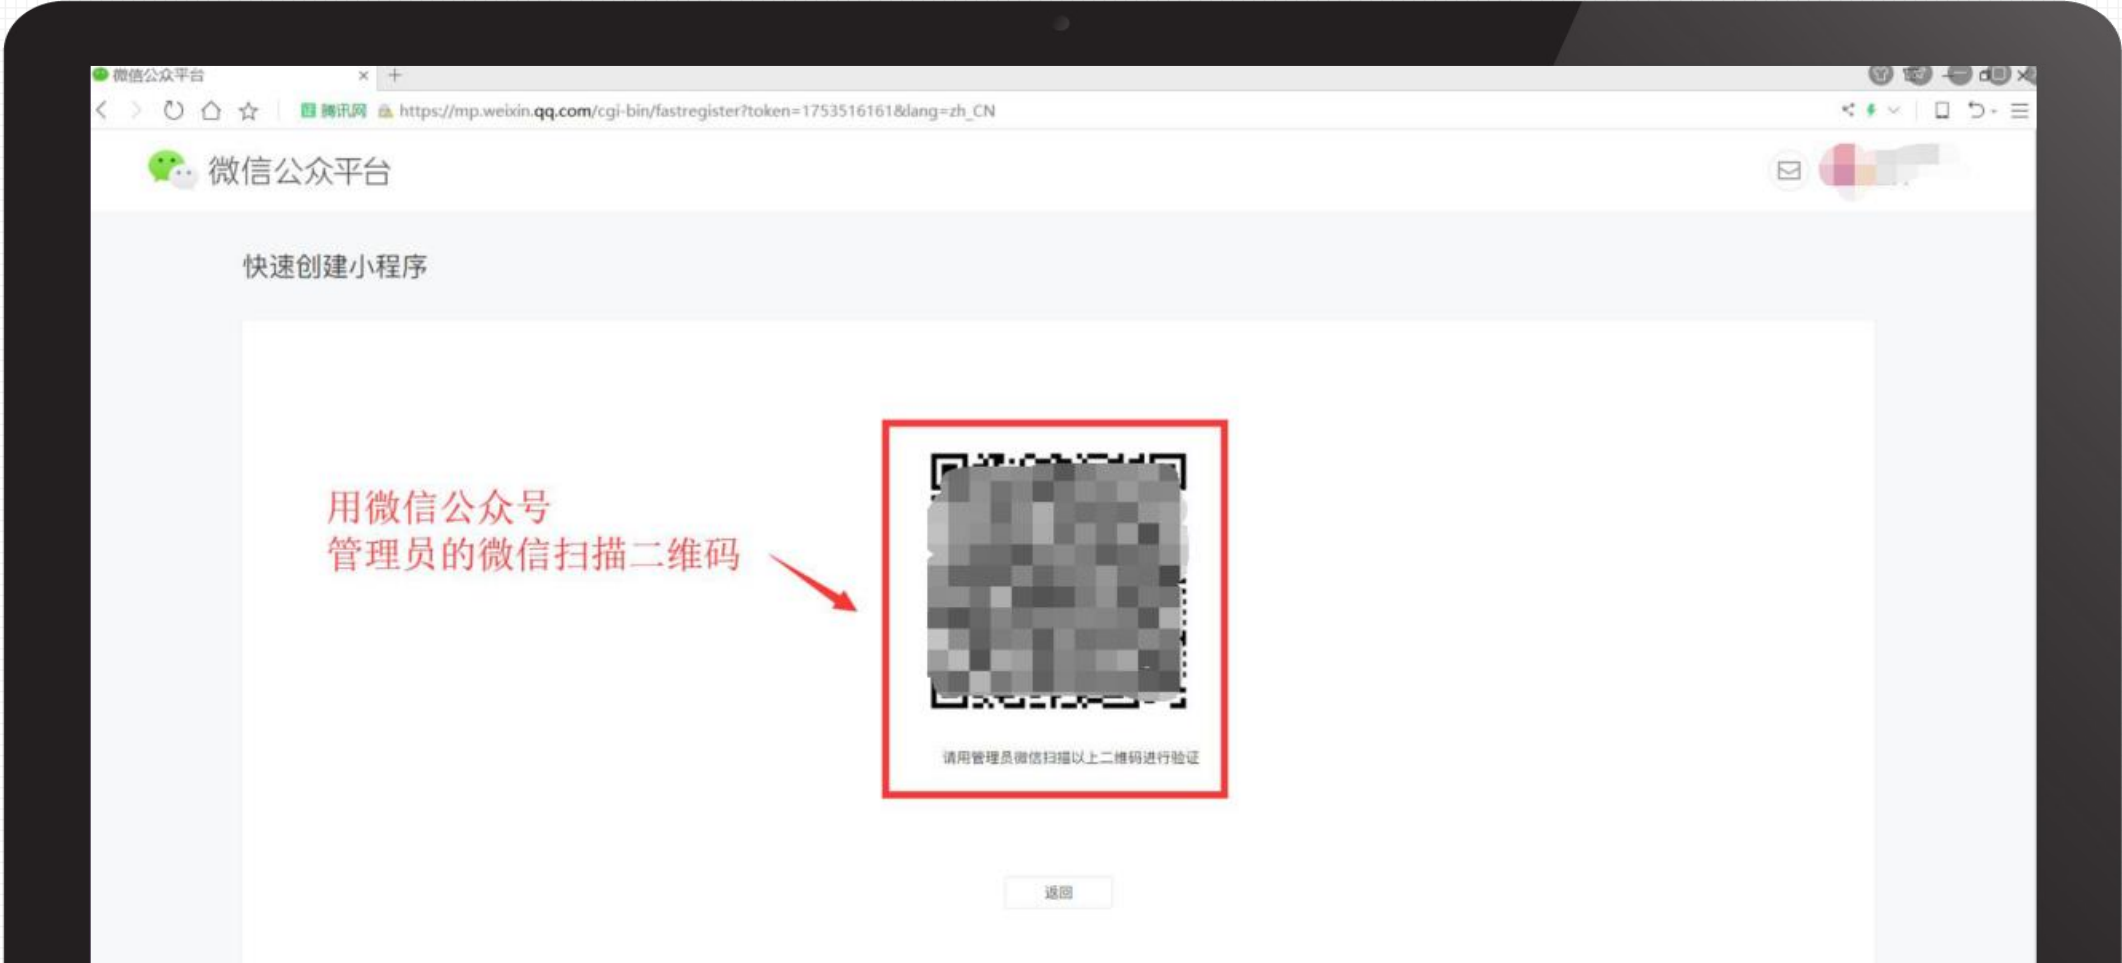 微信公众平台
腾讯网 https://mp.weixin.qq.com/cgi-bin/fastregister?token=1753516161&lang=zh_CN
微信公众平台
快速创建小程序
用微信公众号
管理员的微信扫描二维码
请用管理员微信扫描以上二维码进行验证
返回